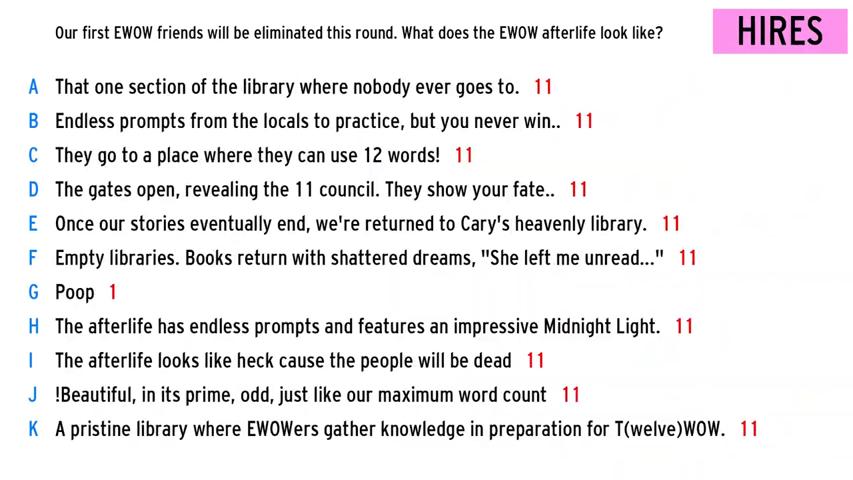 Our first EWOW friends will be eliminated this round. What does the EWOW afterlife look like?
HIRES
A That one section of the library where nobody ever goes to. 11
B Endless prompts from the locals to practice, but you never win.. 11
C They go to a place where they can use 12 words! 11
D The gates open, revealing the 11 council. They show your fate.. 11
E Once our stories eventually end, we're returned to Cary's heavenly library. 11
F Empty libraries. Books return with shattered dreams, "She left me unread..." 11
G Poop 1
H The afterlife has endless prompts and features an impressive Midnight Light. 11
I The afterlife looks like heck cause the people will be dead 11
J !Beautiful, in its prime, odd, just like our maximum word count 11
K A pristine library where EWOWers gather knowledge in preparation for T(welve)WOW. 11